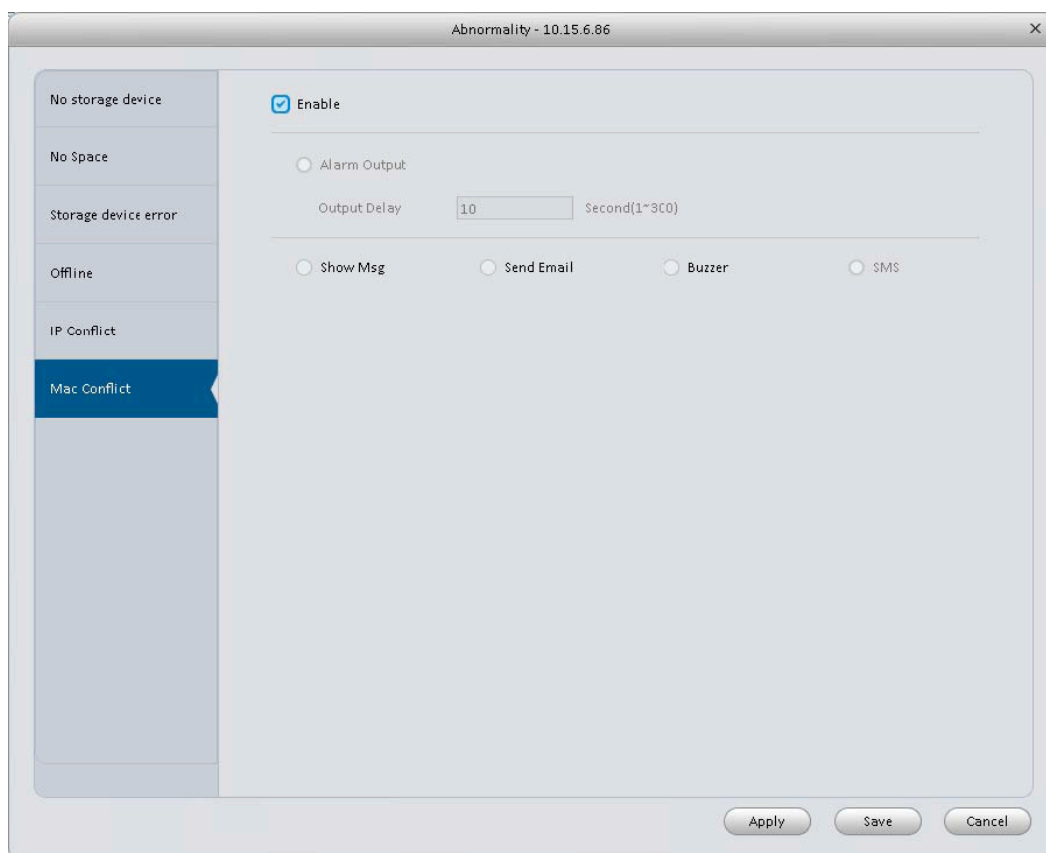 Abnormality - 10.15.6.86
No storage device
No Space
Storage device error
Offline
IP Conflict
Mac Conflict
Enable
Alarm Output
Output Delay 10 Second(1~300)
Show Msg Send Email Buzzer SMS
Apply Save Cancel